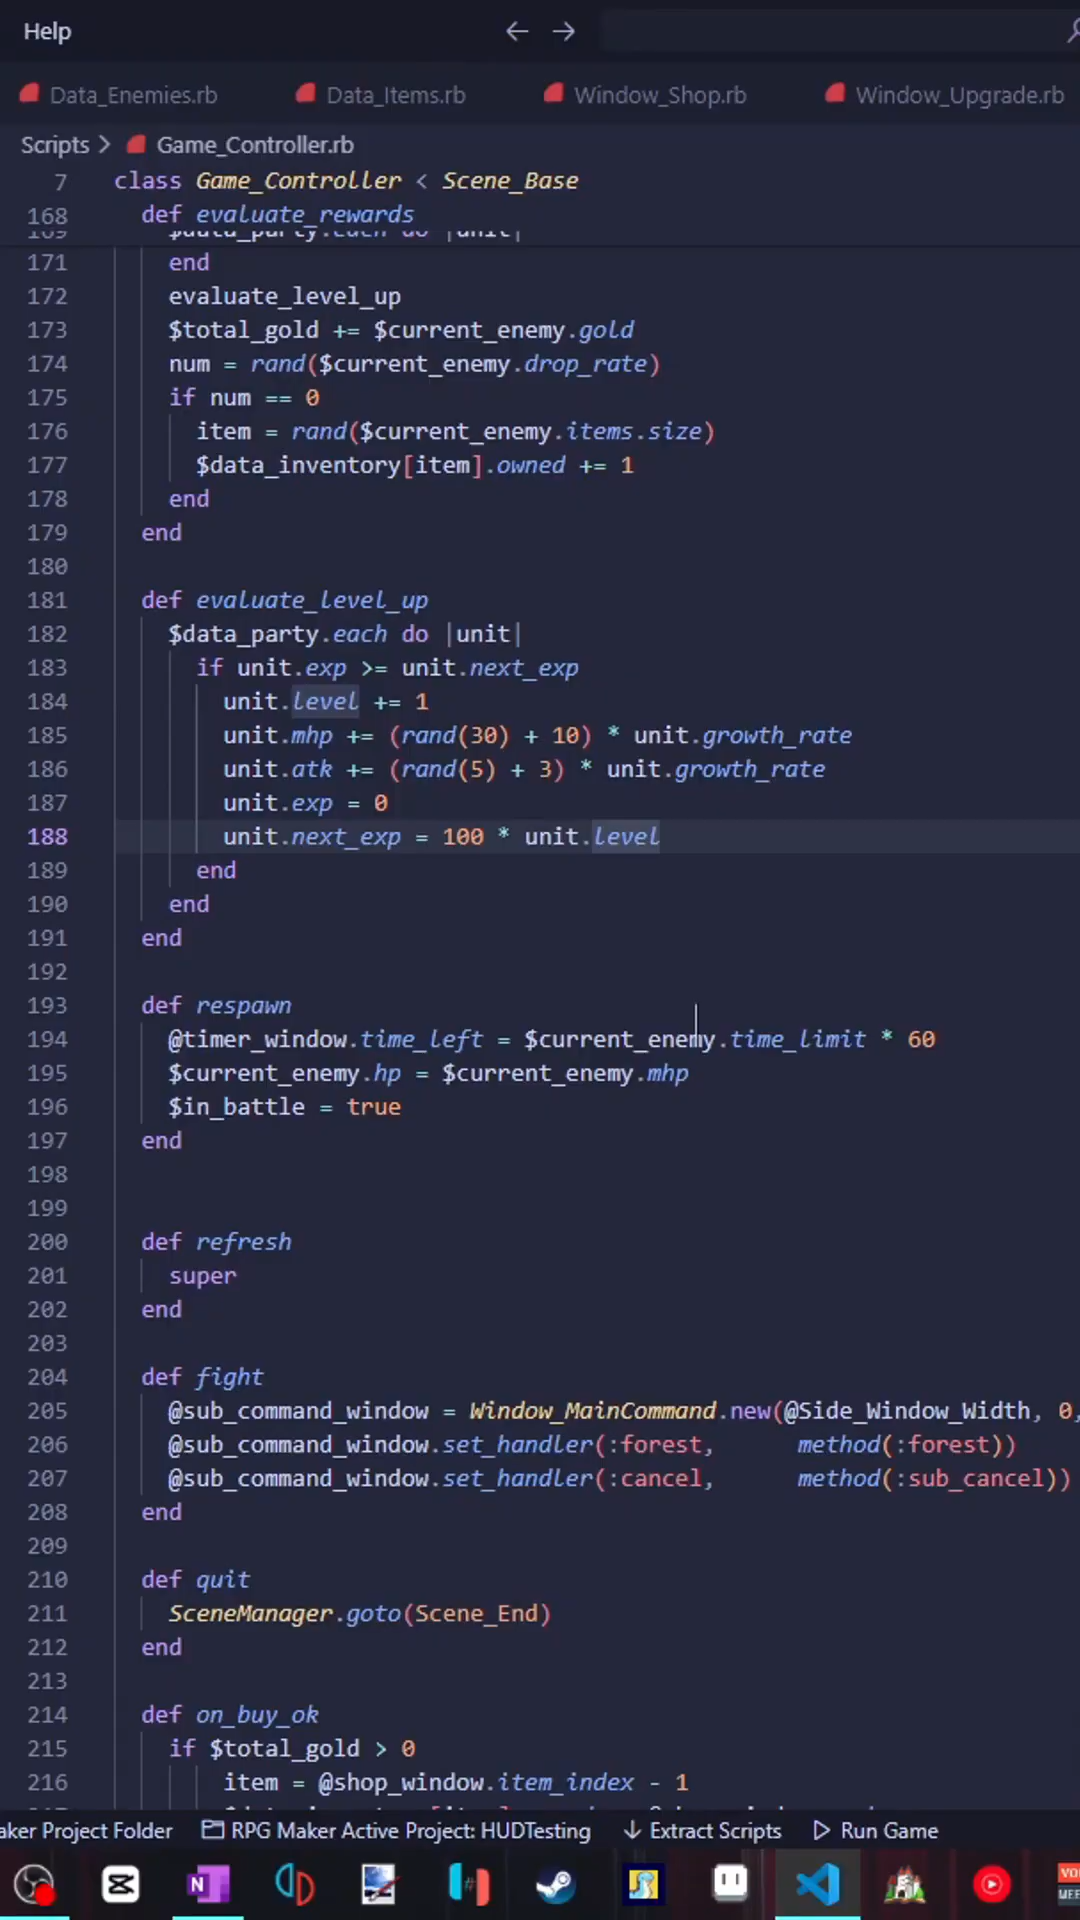 Help
Data_Enemies.rb Data_Items.rb Window_Shop.rb Window_Upgrade.rb
Scripts > Game_Controller.rb
7 class Game_Controller < Scene_Base
168 def evaluate_rewards
169 $data_party.each do |unit|
171 end
172 evaluate_level_up
173 $total_gold += $current_enemy.gold
174 num = rand($current_enemy.drop_rate)
175 if num == 0
176 item = rand($current_enemy.items.size)
177 $data_inventory[item].owned += 1
178 end
179 end
180
181 def evaluate_level_up
182 $data_party.each do |unit|
183 if unit.exp >= unit.next_exp
184 unit.level += 1
185 unit.mhp += (rand(30) + 10) * unit.growth_rate
186 unit.atk += (rand(5) + 3) * unit.growth_rate
187 unit.exp = 0
188 unit.next_exp = 100 * unit.level
189 end
190 end
191 end
192
193 def respawn
194 @timer_window.time_left = $current_enemy.time_limit * 60
195 $current_enemy.hp = $current_enemy.mhp
196 $in_battle = true
197 end
198
199
200 def refresh
201 super
202 end
203
204 def fight
205 @sub_command_window = Window_MainCommand.new(@Side_Window_Width, 0,
206 @sub_command_window.set_handler(:forest, method(:forest))
207 @sub_command_window.set_handler(:cancel, method(:sub_cancel))
208 end
209
210 def quit
211 SceneManager.goto(Scene_End)
212 end
213
214 def on_buy_ok
215 if $total_gold > 0
216 item = @shop_window.item_index - 1
aker Project Folder RPG Maker Active Project: HUDTesting Extract Scripts Run Game
N